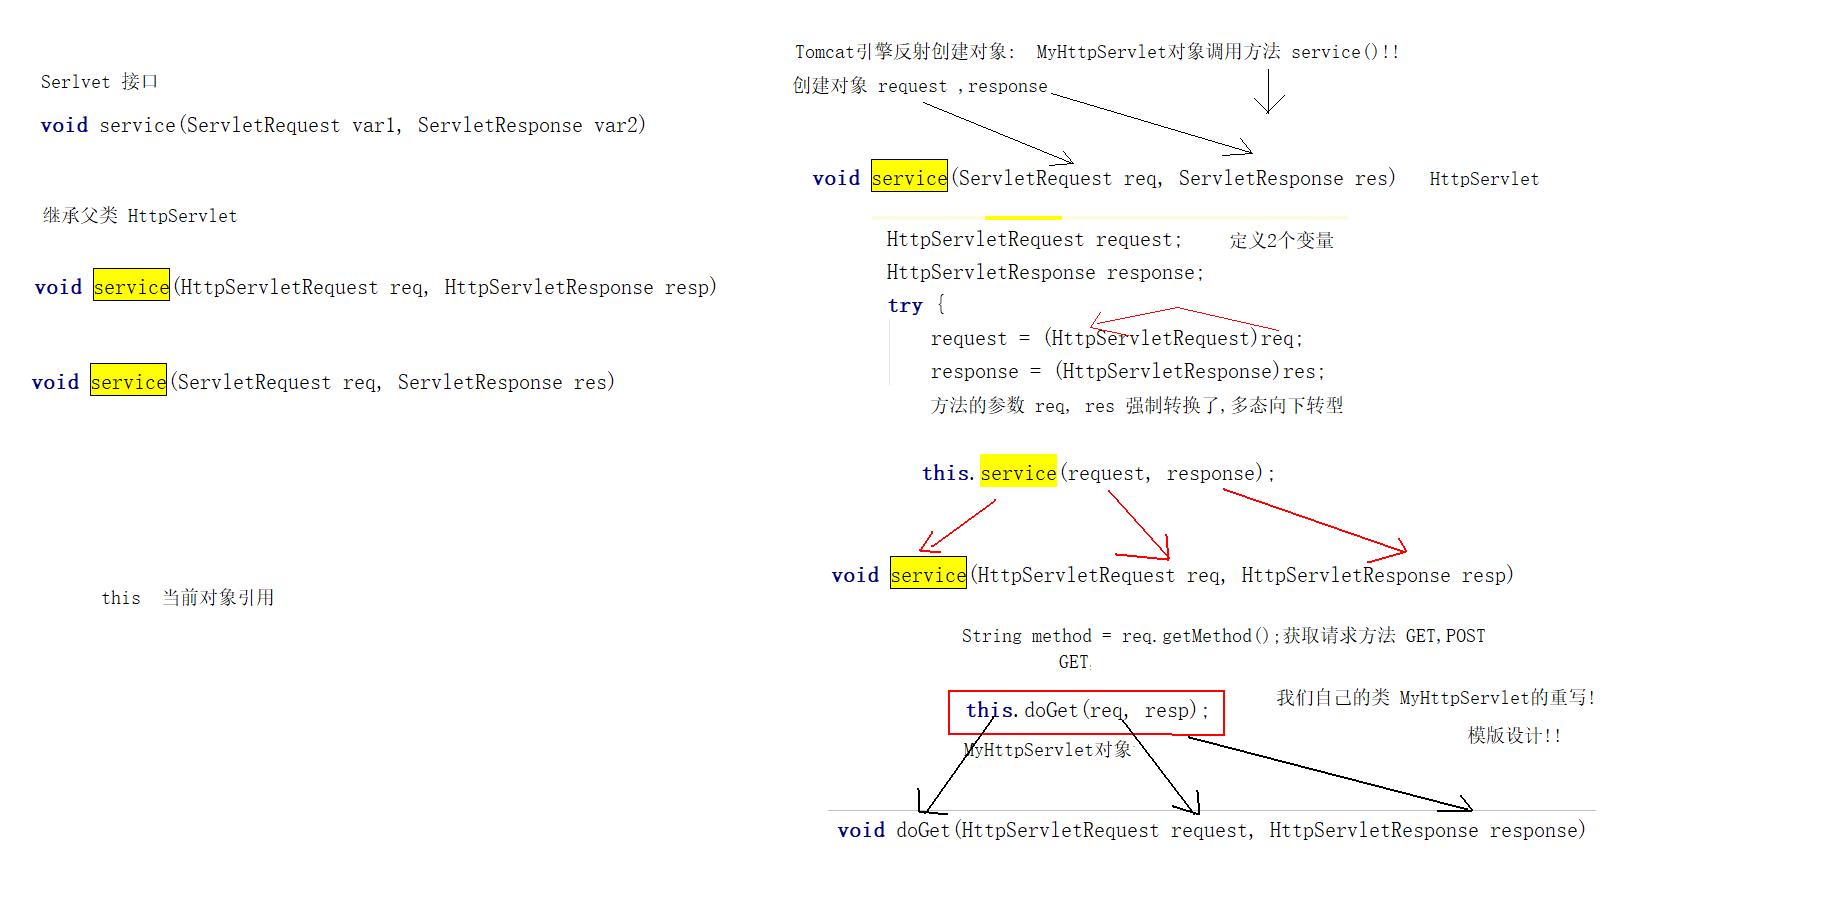 Serlvet 接口
void service(ServletRequest var1, ServletResponse var2)
继承父类 HttpServlet
void service(HttpServletRequest req, HttpServletResponse resp)
void service(ServletRequest req, ServletResponse res)
this 当前对象引用
Tomcat引擎反射创建对象: MyHttpServlet对象调用方法 service()!!
创建对象 request ,response
void service(ServletRequest req, ServletResponse res) HttpServlet
HttpServletRequest request; 定义2个变量
HttpServletResponse response;
try {
request = (HttpServletRequest)req;
response = (HttpServletResponse)res;
方法的参数 req, res 强制转换了,多态向下转型
this.service(request, response);
void service(HttpServletRequest req, HttpServletResponse resp)
String method = req.getMethod();获取请求方法 GET,POST
GET
我们自己的类 MyHttpServlet的重写!
this.doGet(req, resp);
模版设计!!
MyHttpServlet对象
void doGet(HttpServletRequest request, HttpServletResponse response)